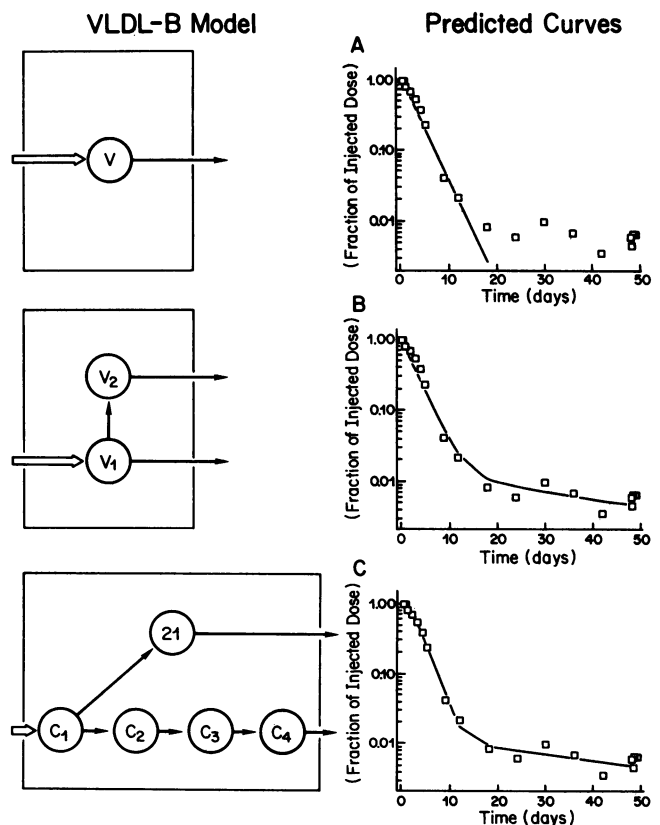 VLDL-B Model
Predicted Curves
A
V
(Fraction of Injected Dose)
1.00
0.10
0.01
0 10 20 30 40 50
Time (days)
B
V2
V1
(Fraction of Injected Dose)
1.00
0.10
0.01
0 10 20 30 40 50
Time (days)
C
21
C1
C2
C3
C4
(Fraction of Injected Dose)
1.00
0.10
0.01
0 10 20 30 40 50
Time (days)